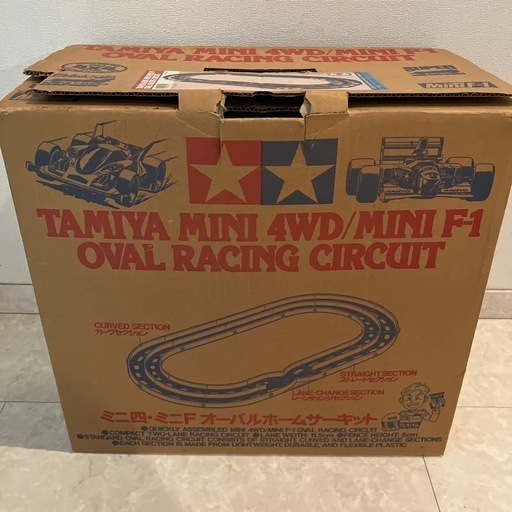 TAMIYA MINI 4WD/MINI F-1
OVAL RACING CIRCUIT
Mini F-1
TAMIYA MINI 4WD/MINI F-1
OVAL RACING CIRCUIT
CURVED SECTION
カーブセクション
STRAIGHT SECTION
ストレートセクション
LANE-CHANGE SECTION
レーンチェンジセクション
ミニ四・ミニF オーバルホームサーキット
●QUICKLY ASSEMBLED MINI 4WD/MINI F-1 OVAL RACING CIRCUIT
●COMPACT TWO-LANE RACING CIRCUIT ●LANE WIDTH: 11.5cm ●FENCE HEIGHT: 5cm
●STANDARD OVAL RACING CIRCUIT CONSISTS OF STRAIGHT, CURVED AND LANE-CHANGE SECTIONS
●EACH SECTION IS MADE FROM LIGHTWEIGHT, DURABLE, AND FLEXIBLE PLASTIC